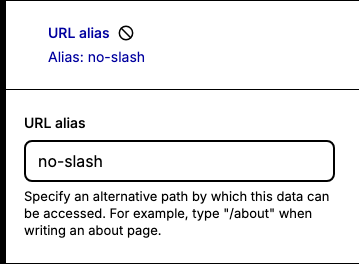 URL alias
Alias: no-slash
URL alias
no-slash
Specify an alternative path by which this data can
be accessed. For example, type "/about" when
writing an about page.